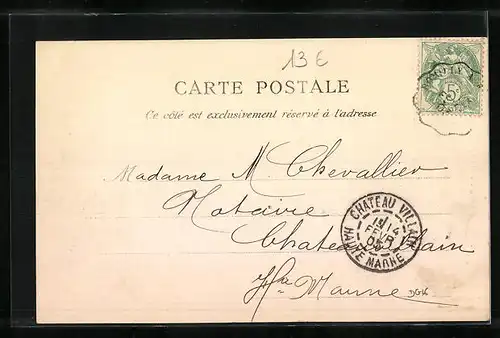 13 €
CARTE POSTALE
Ce côté est exclusivement réservé à l'adresse
5
Madame M. Chevallier
Notaire
Chateauvillain
Hte Marne
CHATEAU VILLAIN
14
HAUTE MARNE